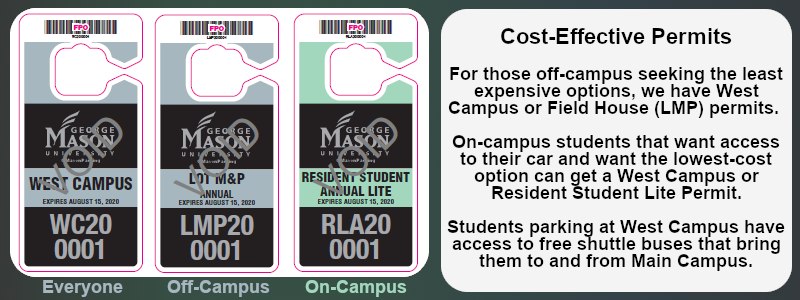 FPO FPO FPO
WC200001 LMP200001 RLA200001
GEORGE
MASON
UNIVERSITY
VOID
WEST CAMPUS
EXPIRES AUGUST 15, 2020
WC20
0001
Everyone
GEORGE
MASON
UNIVERSITY
VOID
LOT M&P
ANNUAL
EXPIRES AUGUST 15, 2020
LMP20
0001
Off-Campus
GEORGE
MASON
UNIVERSITY
VOID
RESIDENT STUDENT
ANNUAL LITE
EXPIRES AUGUST 15, 2020
RLA20
0001
On-Campus
Cost-Effective Permits
For those off-campus seeking the least
expensive options, we have West
Campus or Field House (LMP) permits.
On-campus students that want access
to their car and want the lowest-cost
option can get a West Campus or
Resident Student Lite Permit.
Students parking at West Campus have
access to free shuttle buses that bring
them to and from Main Campus.